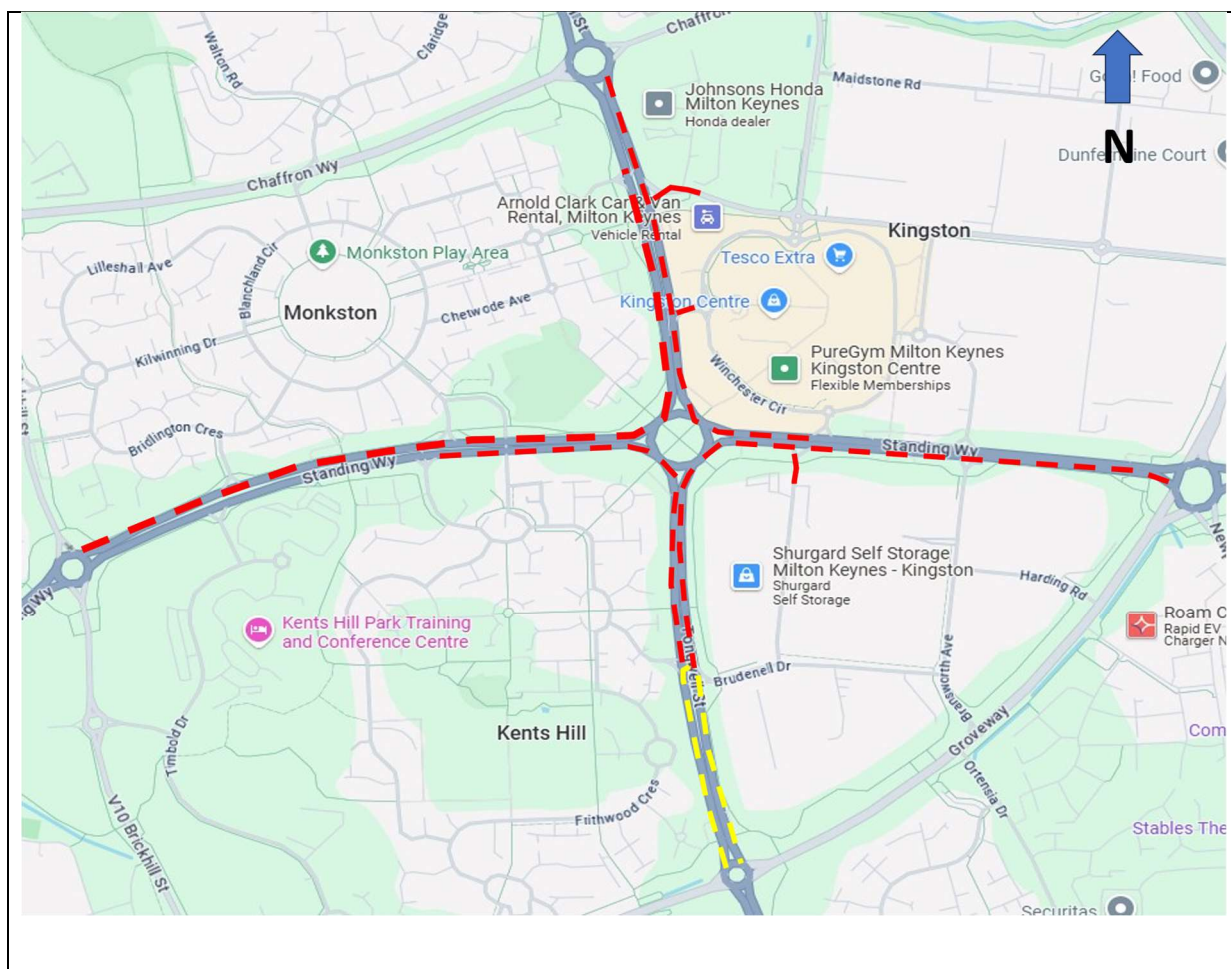 Chaffron
Walton Rd
Claridge
Johnsons Honda
Milton Keynes
Honda dealer
Maidstone Rd
N
Chaffron Wy
Arnold Clark Car & Van
Rental, Milton Keynes
Vehicle Rental
Kingston
Lilleshall Ave
Blanchland Cir
Monkston Play Area
Tesco Extra
Monkston
Chetwode Ave
Kingston Centre
Kilwinning Dr
PureGym Milton Keynes
Kingston Centre
Flexible Memberships
Winchester Cir
Bridlington Cres
Standing Wy
Standing Wy
Shurgard Self Storage
Milton Keynes - Kingston
Shurgard
Self Storage
Harding Rd
Roam
Rapid EV
Charger
Kents Hill Park Training
and Conference Centre
Brudenell Dr
Bransworth Ave
Timbold Dr
Kents Hill
Groveway
Ortensia Dr
Frithwood Cres
V10 Brickhill St
Stables The
Securitas